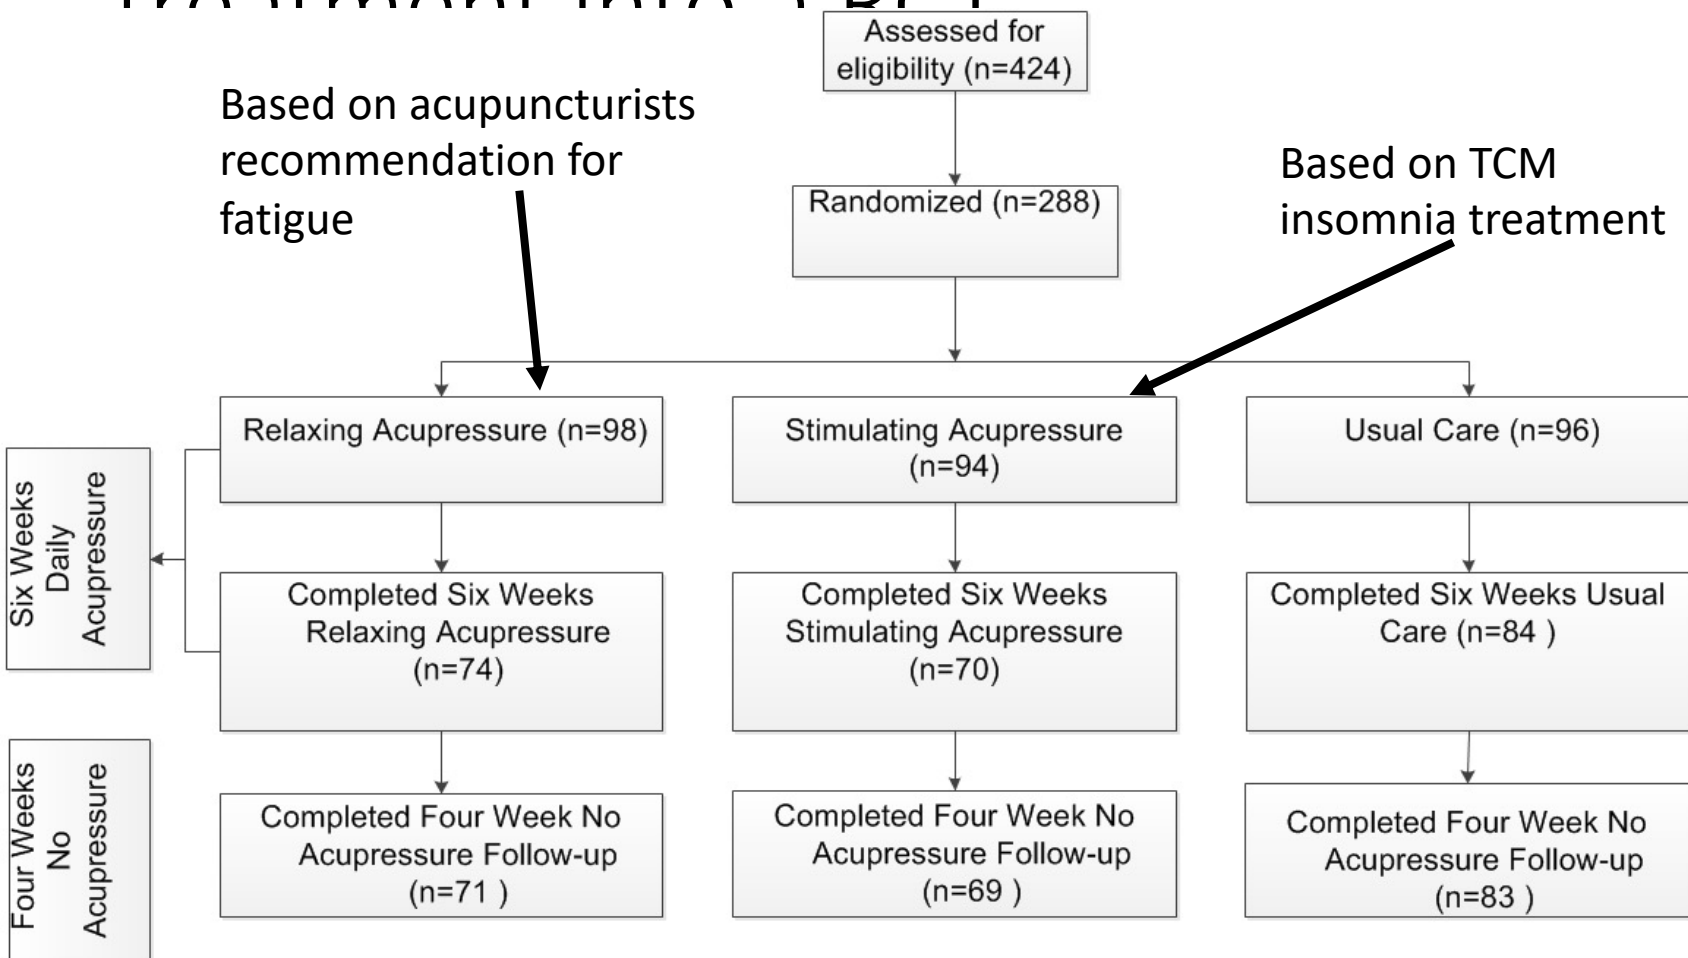 Treatment into a RCT
Assessed for
eligibility (n=424)
Based on acupuncturists
recommendation for
fatigue
Based on TCM
insomnia treatment
Randomized (n=288)
Relaxing Acupressure (n=98)
Stimulating Acupressure
(n=94)
Usual Care (n=96)
Six Weeks
Daily
Acupressure
Completed Six Weeks
Relaxing Acupressure
(n=74)
Completed Six Weeks
Stimulating Acupressure
(n=70)
Completed Six Weeks Usual
Care (n=84 )
Four Weeks
No
Acupressure
Completed Four Week No
Acupressure Follow-up
(n=71 )
Completed Four Week No
Acupressure Follow-up
(n=69 )
Completed Four Week No
Acupressure Follow-up
(n=83 )